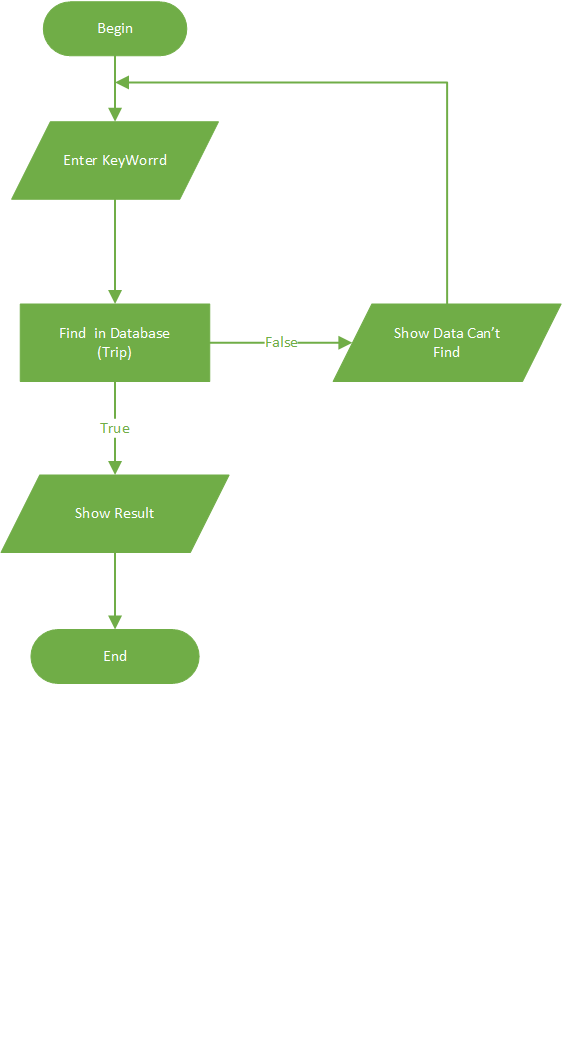 Begin
Enter KeyWorrd
Find  in Database
(Trip)
False
Show Data Can’t
Find
True
Show Result
End